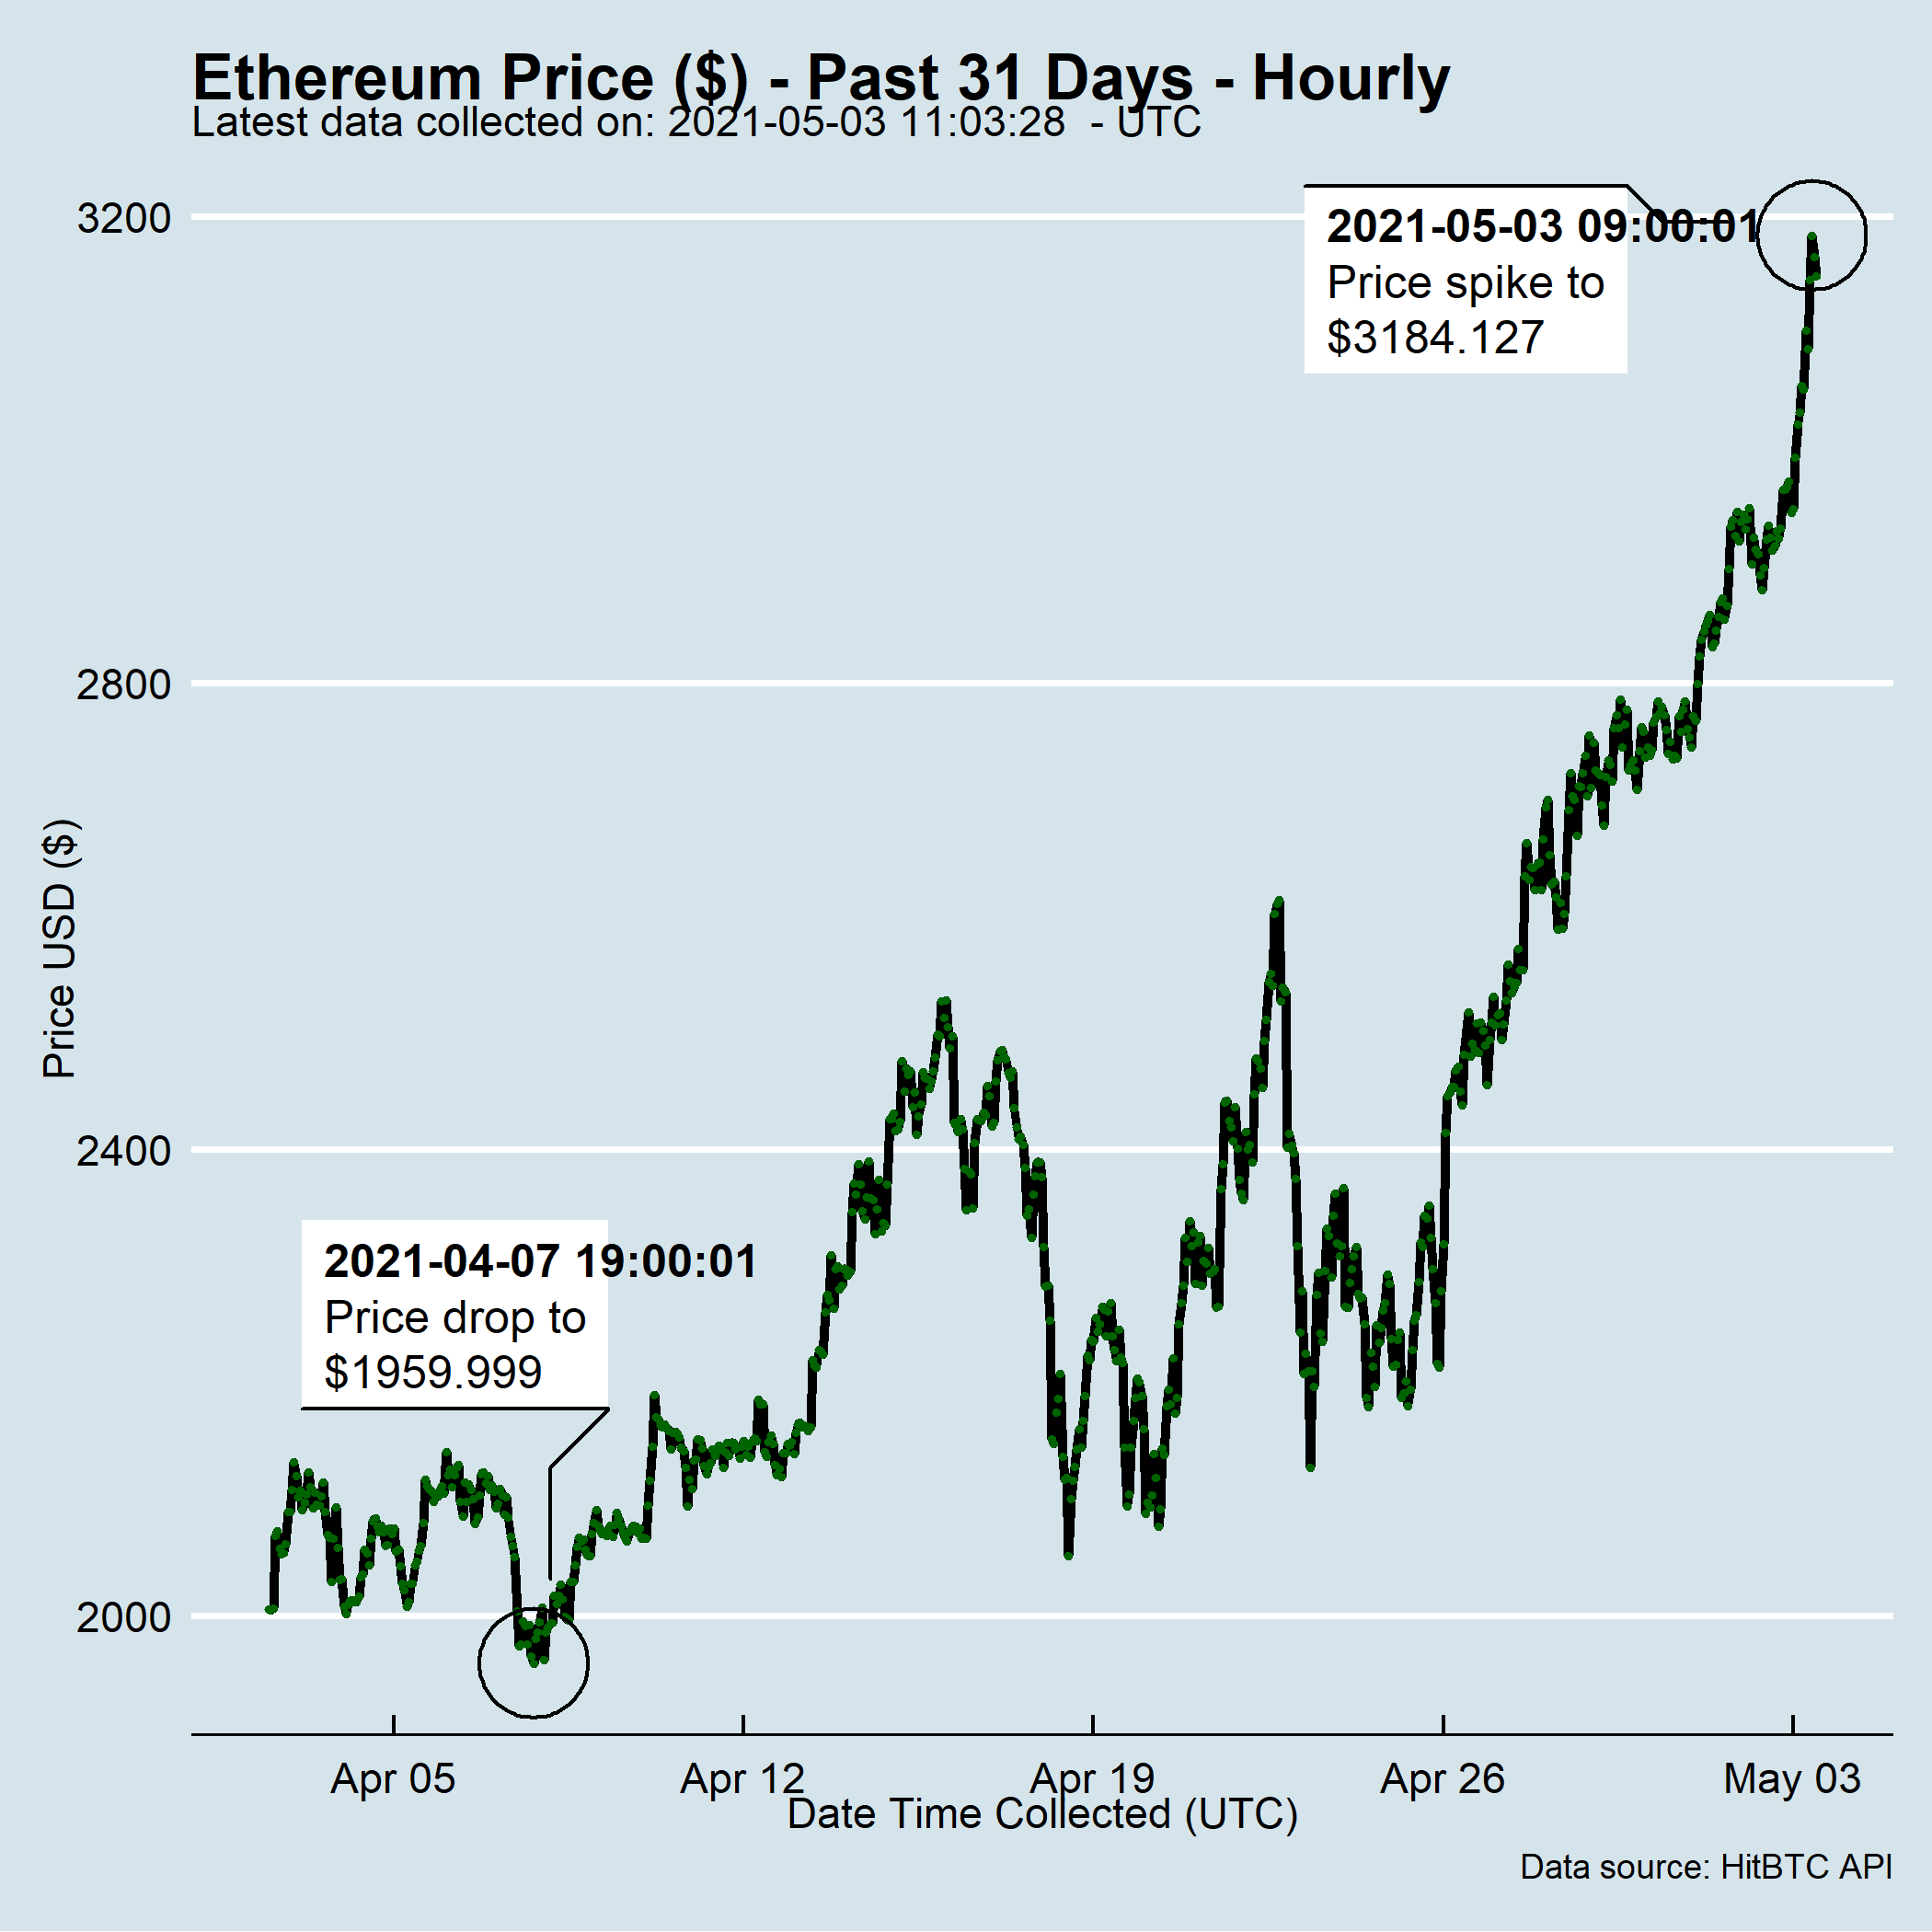 Ethereum Price ($) - Past 31 Days - Hourly
Latest data collected on: 2021-05-03 11:03:28  - UTC
3200
2800
2400
2000
Price USD ($)
2021-05-03 09:00:01
Price spike to
$3184.127
2021-04-07 19:00:01
Price drop to
$1959.999
Apr 05
Apr 12
Apr 19
Apr 26
May 03
Date Time Collected (UTC)
Data source: HitBTC API